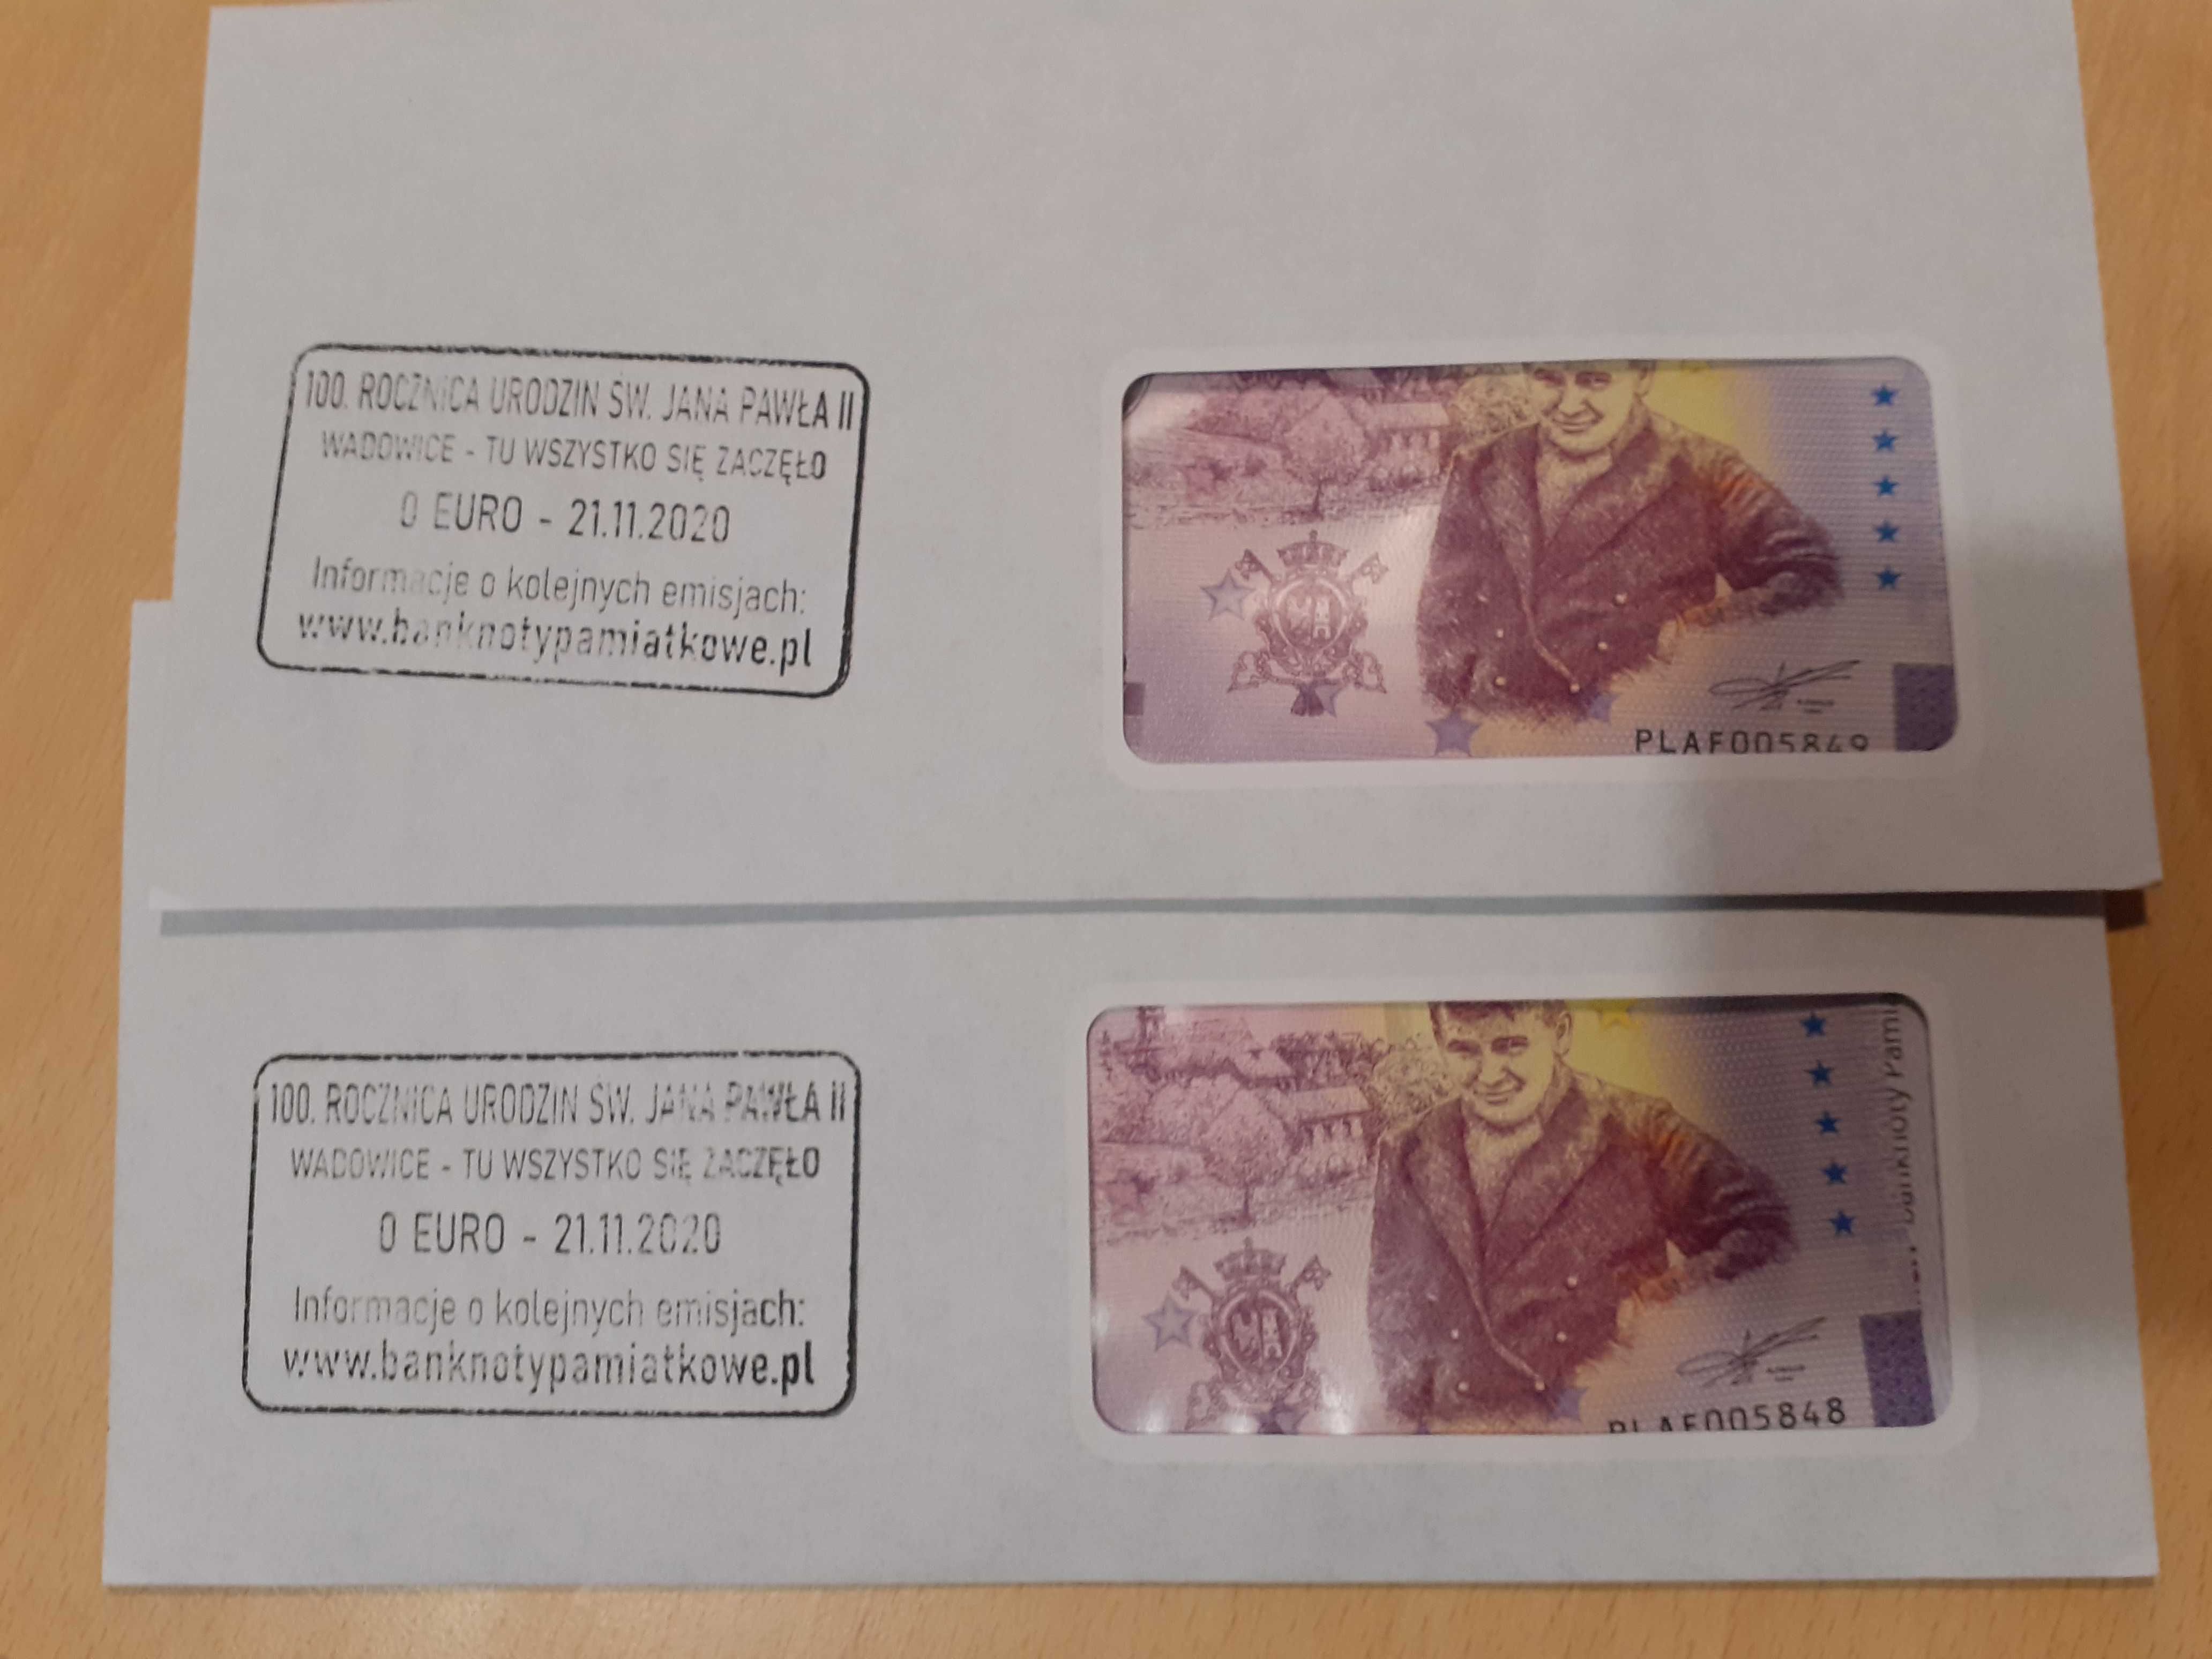 100. ROCZNICA URODZIN ŚW. JANA PAWŁA II
WADOWICE - TU WSZYSTKO SIĘ ZACZĘŁO
0 EURO - 21.11.2020
Informacje o kolejnych emisjach:
www.banknotypamiatkowe.pl
PLAF005849
100. ROCZNICA URODZIN ŚW. JANA PAWŁA II
WADOWICE - TU WSZYSTKO SIĘ ZACZĘŁO
0 EURO - 21.11.2020
Informacje o kolejnych emisjach:
www.banknotypamiatkowe.pl
Banknoty Pami
PLAF005848